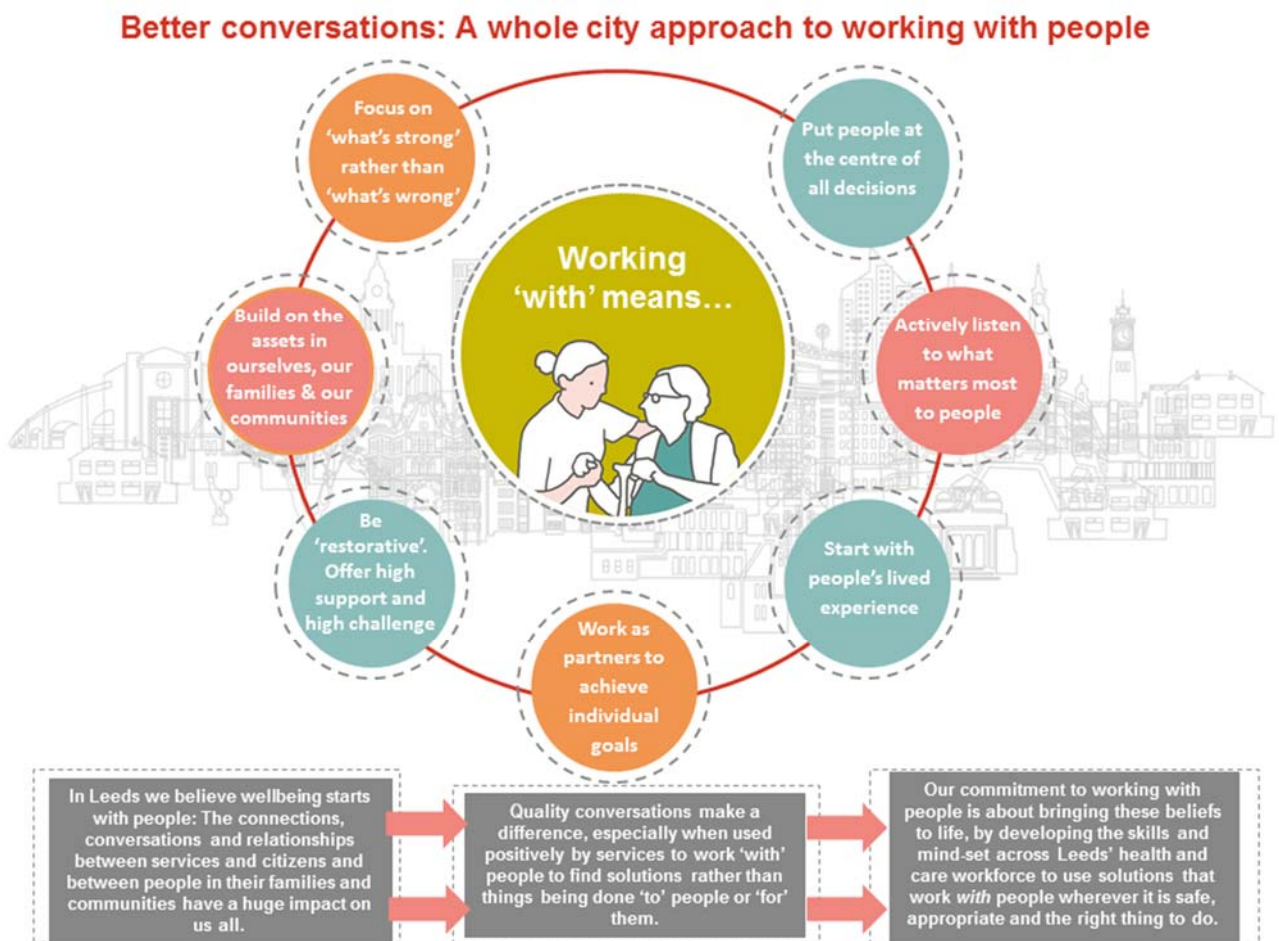 Better conversations: A whole city approach to working with people
Focus on
‘what’s strong’
rather than
‘what’s wrong’
Put people at
the centre of
all decisions
Working
‘with’ means…
Build on the
assets in
ourselves, our
families & our
communities
Actively listen
to what
matters most
to people
Be
‘restorative’.
Offer high
support and
high challenge
Start with
people’s lived
experience
Work as
partners to
achieve
individual
goals
In Leeds we believe wellbeing starts
with people: The connections,
conversations and relationships
between services and citizens and
between people in their families and
communities have a huge impact on
us all.
Quality conversations make a
difference, especially when used
positively by services to work ‘with’
people to find solutions rather than
things being done ‘to’ people or ‘for’
them.
Our commitment to working with
people is about bringing these beliefs
to life, by developing the skills and
mind-set across Leeds’ health and
care workforce to use solutions that
work with people wherever it is safe,
appropriate and the right thing to do.